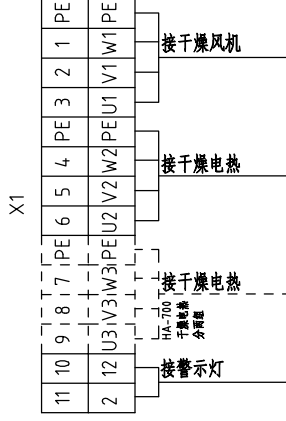 X1
PE PE
1 W1
2 V1
3 U1
接干燥风机
PE PE
4 W2
5 V2
6 U2
接干燥电热
PE PE
7 W3
8 V3
9 U3
接干燥电热
HA-700
干燥电热
分两组
10 12
11 2
接警示灯